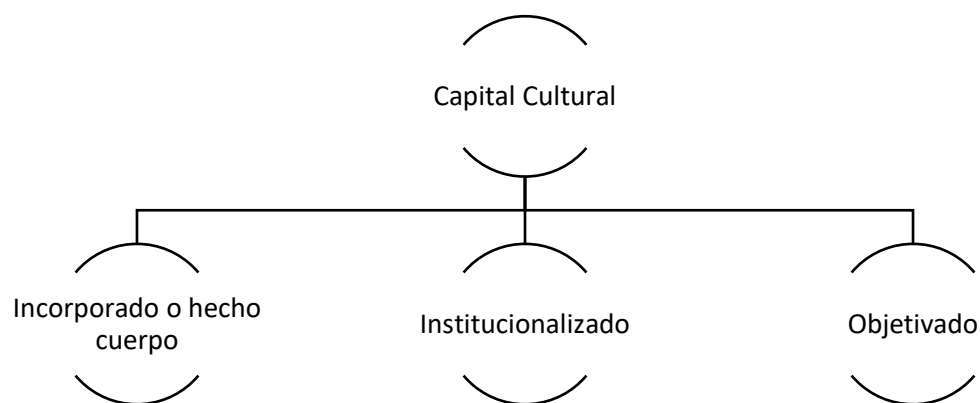 Capital Cultural
Incorporado o hecho
cuerpo
Institucionalizado
Objetivado